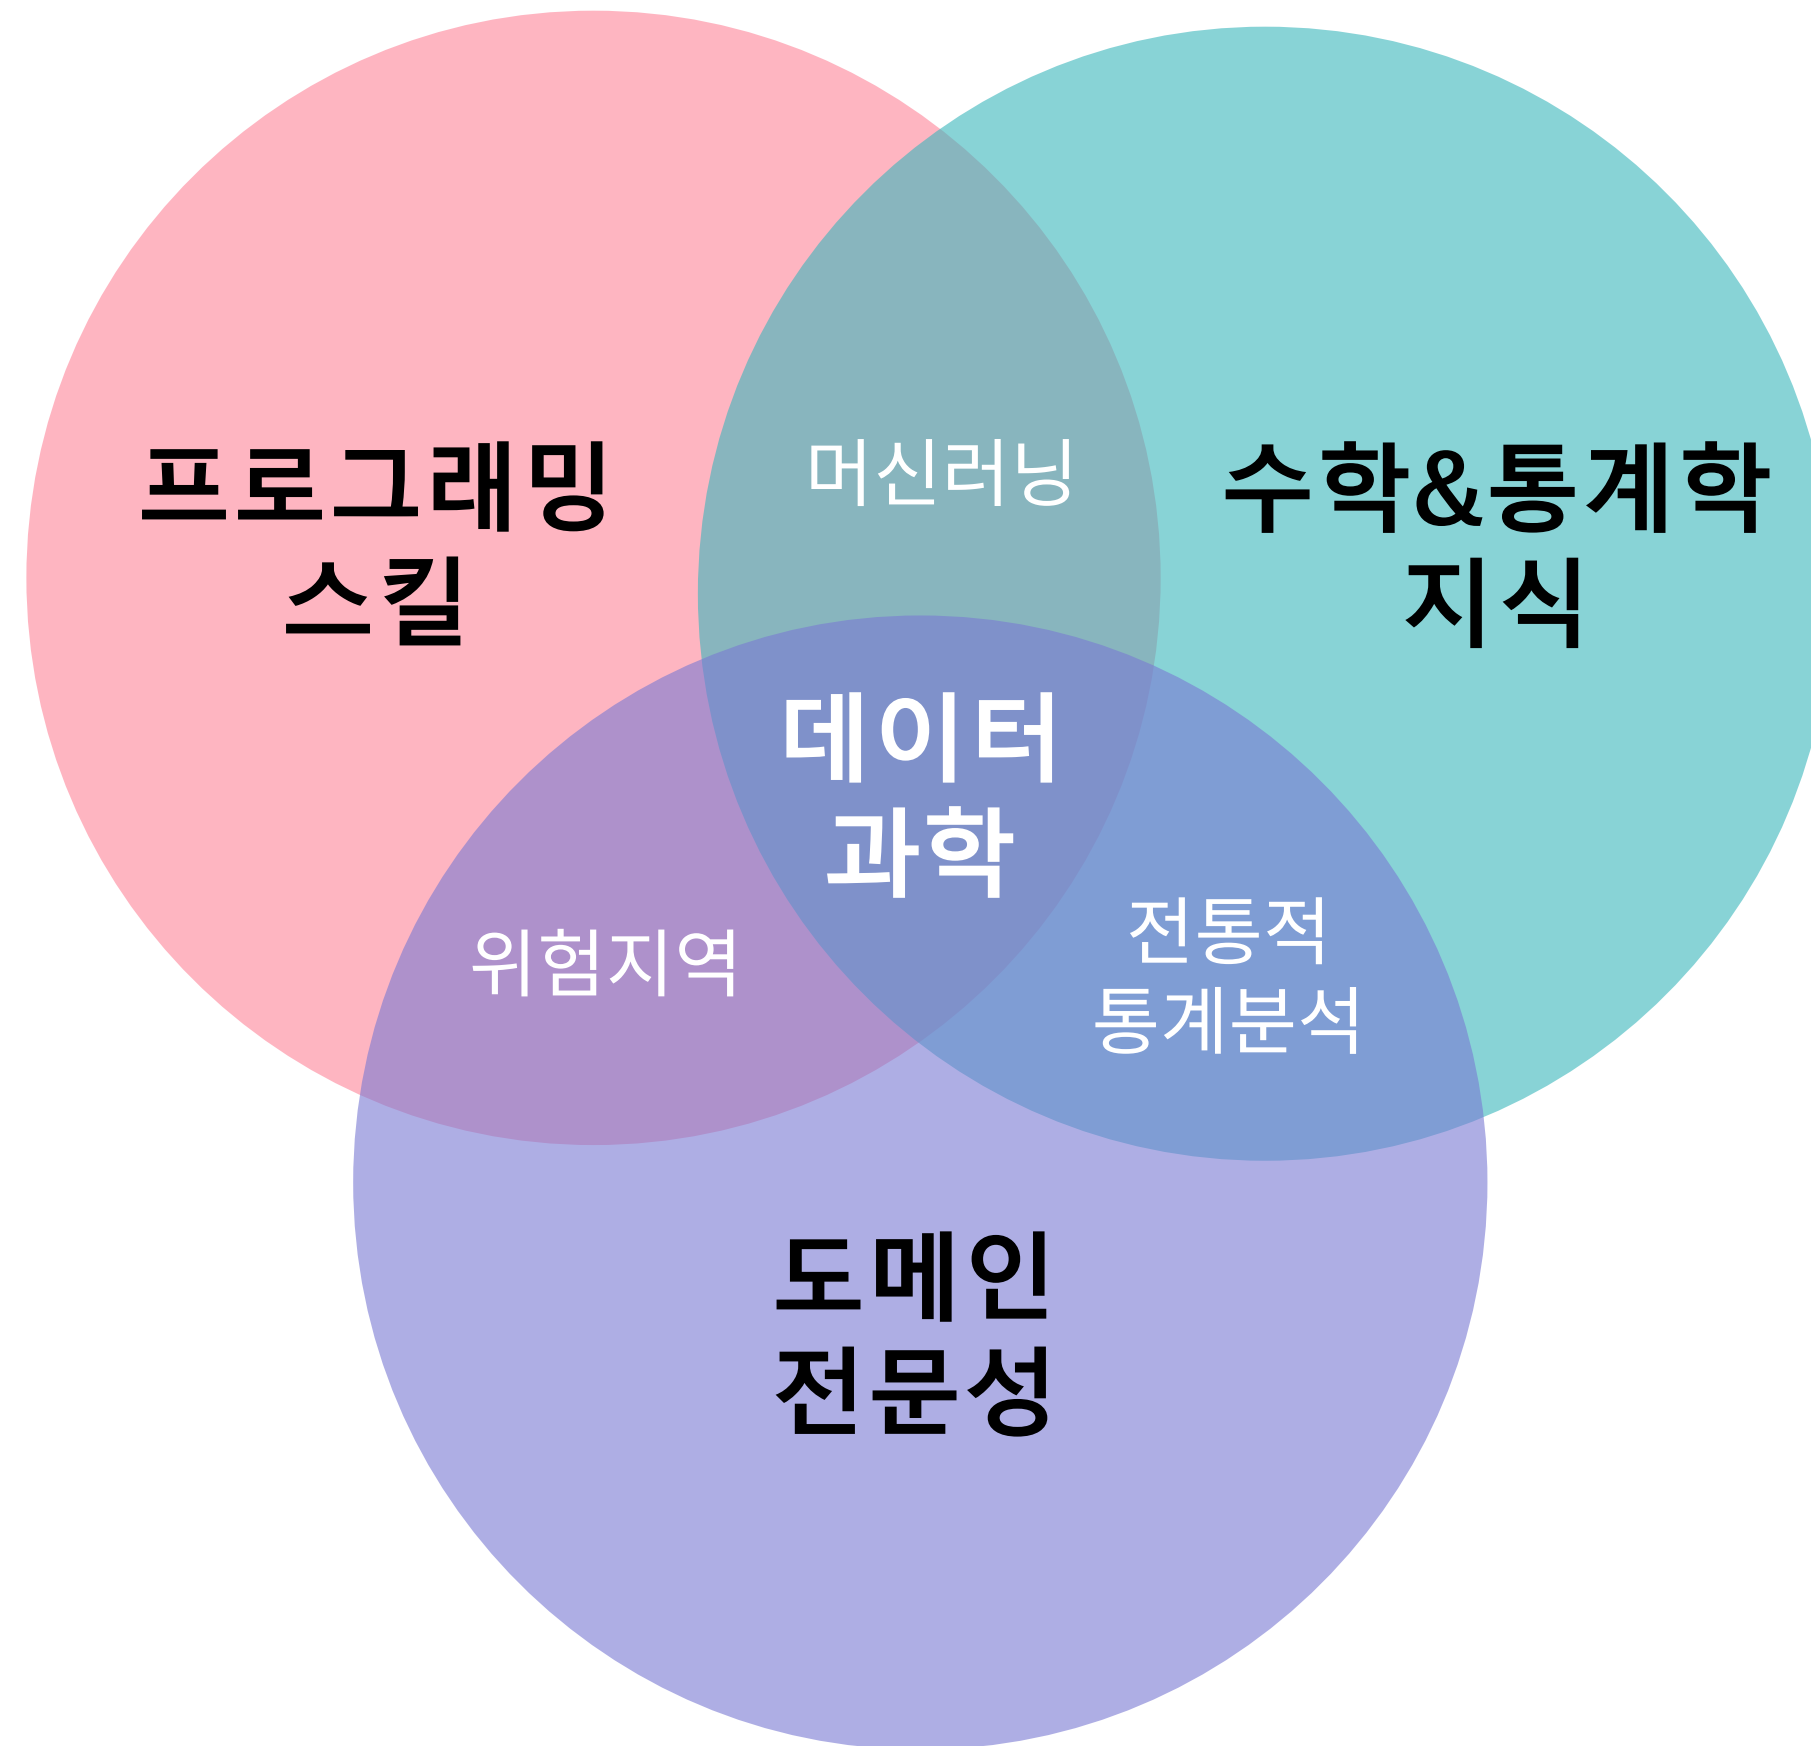 프로그래밍
스킬
머신러닝
수학&통계학
지식
데이터
과학
위험지역
전통적
통계분석
도메인
전문성